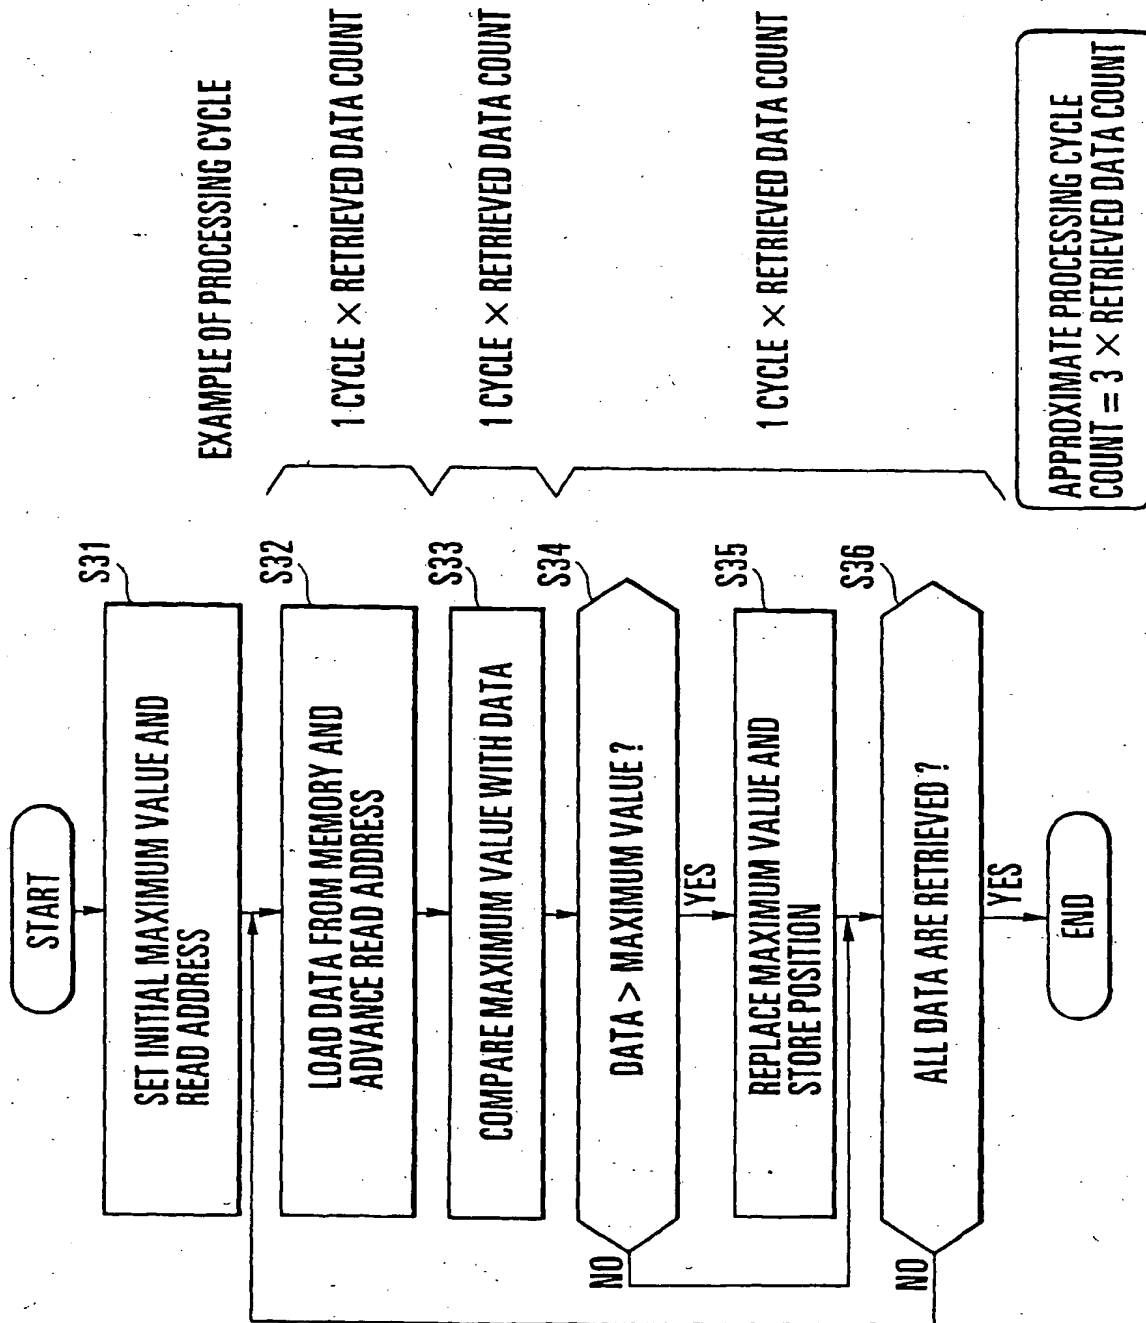 START
EXAMPLE OF PROCESSING CYCLE
S31
SET INITIAL MAXIMUM VALUE AND
READ ADDRESS
S32
LOAD DATA FROM MEMORY AND
ADVANCE READ ADDRESS
1 CYCLE × RETRIEVED DATA COUNT
S33
COMPARE MAXIMUM VALUE WITH DATA
1 CYCLE × RETRIEVED DATA COUNT
S34
DATA > MAXIMUM VALUE ?
NO
YES
S35
REPLACE MAXIMUM VALUE AND
STORE POSITION
1 CYCLE × RETRIEVED DATA COUNT
S36
ALL DATA ARE RETRIEVED ?
NO
YES
END
APPROXIMATE PROCESSING CYCLE
COUNT = 3 × RETRIEVED DATA COUNT